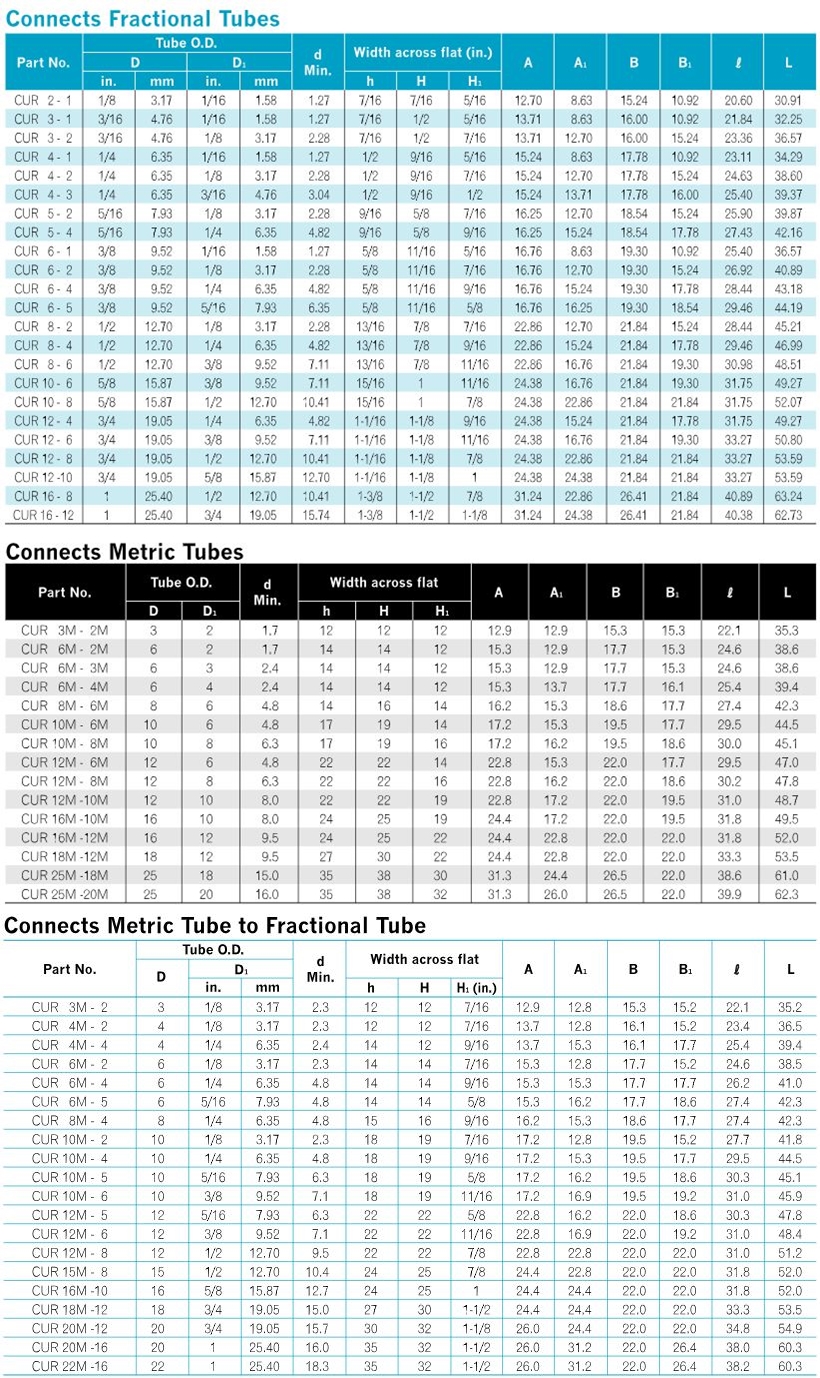 Connects Fractional Tubes
Part No. Tube O.D. d Min. Width across flat (in.) A A1 B B1 ℓ L
D D1 h H H1
in. mm in. mm
CUR 2 - 1 1/8 3.17 1/16 1.58 1.27 7/16 7/16 5/16 12.70 8.63 15.24 10.92 20.60 30.91
CUR 3 - 1 3/16 4.76 1/16 1.58 1.27 7/16 1/2 5/16 13.71 8.63 16.00 10.92 21.84 32.25
CUR 3 - 2 3/16 4.76 1/8 3.17 2.28 7/16 1/2 7/16 13.71 12.70 16.00 15.24 23.36 36.57
CUR 4 - 1 1/4 6.35 1/16 1.58 1.27 1/2 9/16 5/16 15.24 8.63 17.78 10.92 23.11 34.29
CUR 4 - 2 1/4 6.35 1/8 3.17 2.28 1/2 9/16 7/16 15.24 12.70 17.78 15.24 24.63 38.60
CUR 4 - 3 1/4 6.35 3/16 4.76 3.04 1/2 9/16 1/2 15.24 13.71 17.78 16.00 25.40 39.37
CUR 5 - 2 5/16 7.93 1/8 3.17 2.28 9/16 5/8 7/16 16.25 12.70 18.54 15.24 25.90 39.87
CUR 5 - 4 5/16 7.93 1/4 6.35 4.82 9/16 5/8 9/16 16.25 15.24 18.54 17.78 27.43 42.16
CUR 6 - 1 3/8 9.52 1/16 1.58 1.27 5/8 11/16 5/16 16.76 8.63 19.30 10.92 25.40 36.57
CUR 6 - 2 3/8 9.52 1/8 3.17 2.28 5/8 11/16 7/16 16.76 12.70 19.30 15.24 26.92 40.89
CUR 6 - 4 3/8 9.52 1/4 6.35 4.82 5/8 11/16 9/16 16.76 15.24 19.30 17.78 28.44 43.18
CUR 6 - 5 3/8 9.52 5/16 7.93 6.35 5/8 11/16 5/8 16.76 16.25 19.30 18.54 29.46 44.19
CUR 8 - 2 1/2 12.70 1/8 3.17 2.28 13/16 7/8 7/16 22.86 12.70 21.84 15.24 28.44 45.21
CUR 8 - 4 1/2 12.70 1/4 6.35 4.82 13/16 7/8 9/16 22.86 15.24 21.84 17.78 29.46 46.99
CUR 8 - 6 1/2 12.70 3/8 9.52 7.11 13/16 7/8 11/16 22.86 16.76 21.84 19.30 30.98 48.51
CUR 10 - 6 5/8 15.87 3/8 9.52 7.11 15/16 1 11/16 24.38 16.76 21.84 19.30 31.75 49.27
CUR 10 - 8 5/8 15.87 1/2 12.70 10.41 15/16 1 7/8 24.38 22.86 21.84 21.84 31.75 52.07
CUR 12 - 4 3/4 19.05 1/4 6.35 4.82 1-1/16 1-1/8 9/16 24.38 15.24 21.84 17.78 31.75 49.27
CUR 12 - 6 3/4 19.05 3/8 9.52 7.11 1-1/16 1-1/8 11/16 24.38 16.76 21.84 19.30 33.27 50.80
CUR 12 - 8 3/4 19.05 1/2 12.70 10.41 1-1/16 1-1/8 7/8 24.38 22.86 21.84 21.84 33.27 53.59
CUR 12 -10 3/4 19.05 5/8 15.87 12.70 1-1/16 1-1/8 1 24.38 24.38 21.84 21.84 33.27 53.59
CUR 16 - 8 1 25.40 1/2 12.70 10.41 1-3/8 1-1/2 7/8 31.24 22.86 26.41 21.84 40.89 63.24
CUR 16 - 12 1 25.40 3/4 19.05 15.74 1-3/8 1-1/2 1-1/8 31.24 24.38 26.41 21.84 40.38 62.73
Connects Metric Tubes
Part No. Tube O.D. d Min. Width across flat A A1 B B1 ℓ L
D D1 h H H1
CUR 3M - 2M 3 2 1.7 12 12 12 12.9 12.9 15.3 15.3 22.1 35.3
CUR 6M - 2M 6 2 1.7 14 14 12 15.3 12.9 17.7 15.3 24.6 38.6
CUR 6M - 3M 6 3 2.4 14 14 12 15.3 12.9 17.7 15.3 24.6 38.6
CUR 6M - 4M 6 4 2.4 14 14 12 15.3 13.7 17.7 16.1 25.4 39.4
CUR 8M - 6M 8 6 4.8 14 16 14 16.2 15.3 18.6 17.7 27.4 42.3
CUR 10M - 6M 10 6 4.8 17 19 14 17.2 15.3 19.5 17.7 29.5 44.5
CUR 10M - 8M 10 8 6.3 17 19 16 17.2 16.2 19.5 18.6 30.0 45.1
CUR 12M - 6M 12 6 4.8 22 22 14 22.8 15.3 22.0 17.7 29.5 47.0
CUR 12M - 8M 12 8 6.3 22 22 16 22.8 16.2 22.0 18.6 30.2 47.8
CUR 12M -10M 12 10 8.0 22 22 19 22.8 17.2 22.0 19.5 31.0 48.7
CUR 16M -10M 16 10 8.0 24 25 19 24.4 17.2 22.0 19.5 31.8 49.5
CUR 16M -12M 16 12 9.5 24 25 22 24.4 22.8 22.0 22.0 31.8 52.0
CUR 18M -12M 18 12 9.5 27 30 22 24.4 22.8 22.0 22.0 33.3 53.5
CUR 25M -18M 25 18 15.0 35 38 30 31.3 24.4 26.5 22.0 38.6 61.0
CUR 25M -20M 25 20 16.0 35 38 32 31.3 26.0 26.5 22.0 39.9 62.3
Connects Metric Tube to Fractional Tube
Part No. Tube O.D. d Min. Width across flat A A1 B B1 ℓ L
D D1 h H H1 (in.)
in. mm
CUR 3M - 2 3 1/8 3.17 2.3 12 12 7/16 12.9 12.8 15.3 15.2 22.1 35.2
CUR 4M - 2 4 1/8 3.17 2.3 12 12 7/16 13.7 12.8 16.1 15.2 23.4 36.5
CUR 4M - 4 4 1/4 6.35 2.4 14 12 9/16 13.7 15.3 16.1 17.7 25.4 39.4
CUR 6M - 2 6 1/8 3.17 2.3 14 14 7/16 15.3 12.8 17.7 15.2 24.6 38.5
CUR 6M - 4 6 1/4 6.35 4.8 14 14 9/16 15.3 15.3 17.7 17.7 26.2 41.0
CUR 6M - 5 6 5/16 7.93 4.8 14 14 5/8 15.3 16.2 17.7 18.6 27.4 42.3
CUR 8M - 4 8 1/4 6.35 4.8 15 16 9/16 16.2 15.3 18.6 17.7 27.4 42.3
CUR 10M - 2 10 1/8 3.17 2.3 18 19 7/16 17.2 12.8 19.5 15.2 27.7 41.8
CUR 10M - 4 10 1/4 6.35 4.8 18 19 9/16 17.2 15.3 19.5 17.7 29.5 44.5
CUR 10M - 5 10 5/16 7.93 6.3 18 19 5/8 17.2 16.2 19.5 18.6 30.3 45.1
CUR 10M - 6 10 3/8 9.52 7.1 18 19 11/16 17.2 16.9 19.5 19.2 31.0 45.9
CUR 12M - 5 12 5/16 7.93 6.3 22 22 5/8 22.8 16.2 22.0 18.6 30.3 47.8
CUR 12M - 6 12 3/8 9.52 7.1 22 22 11/16 22.8 16.9 22.0 19.2 31.0 48.4
CUR 12M - 8 12 1/2 12.70 9.5 22 22 7/8 22.8 22.8 22.0 22.0 31.0 51.2
CUR 15M - 8 15 1/2 12.70 10.4 24 25 7/8 24.4 22.8 22.0 22.0 31.8 52.0
CUR 16M -10 16 5/8 15.87 12.7 24 25 1 24.4 24.4 22.0 22.0 31.8 52.0
CUR 18M -12 18 3/4 19.05 15.0 27 30 1-1/2 24.4 24.4 22.0 22.0 33.3 53.5
CUR 20M -12 20 3/4 19.05 15.7 30 32 1-1/8 26.0 24.4 22.0 22.0 34.8 54.9
CUR 20M -16 20 1 25.40 16.0 35 32 1-1/2 26.0 31.2 22.0 26.4 38.0 60.3
CUR 22M -16 22 1 25.40 18.3 35 32 1-1/2 26.0 31.2 22.0 26.4 38.2 60.3